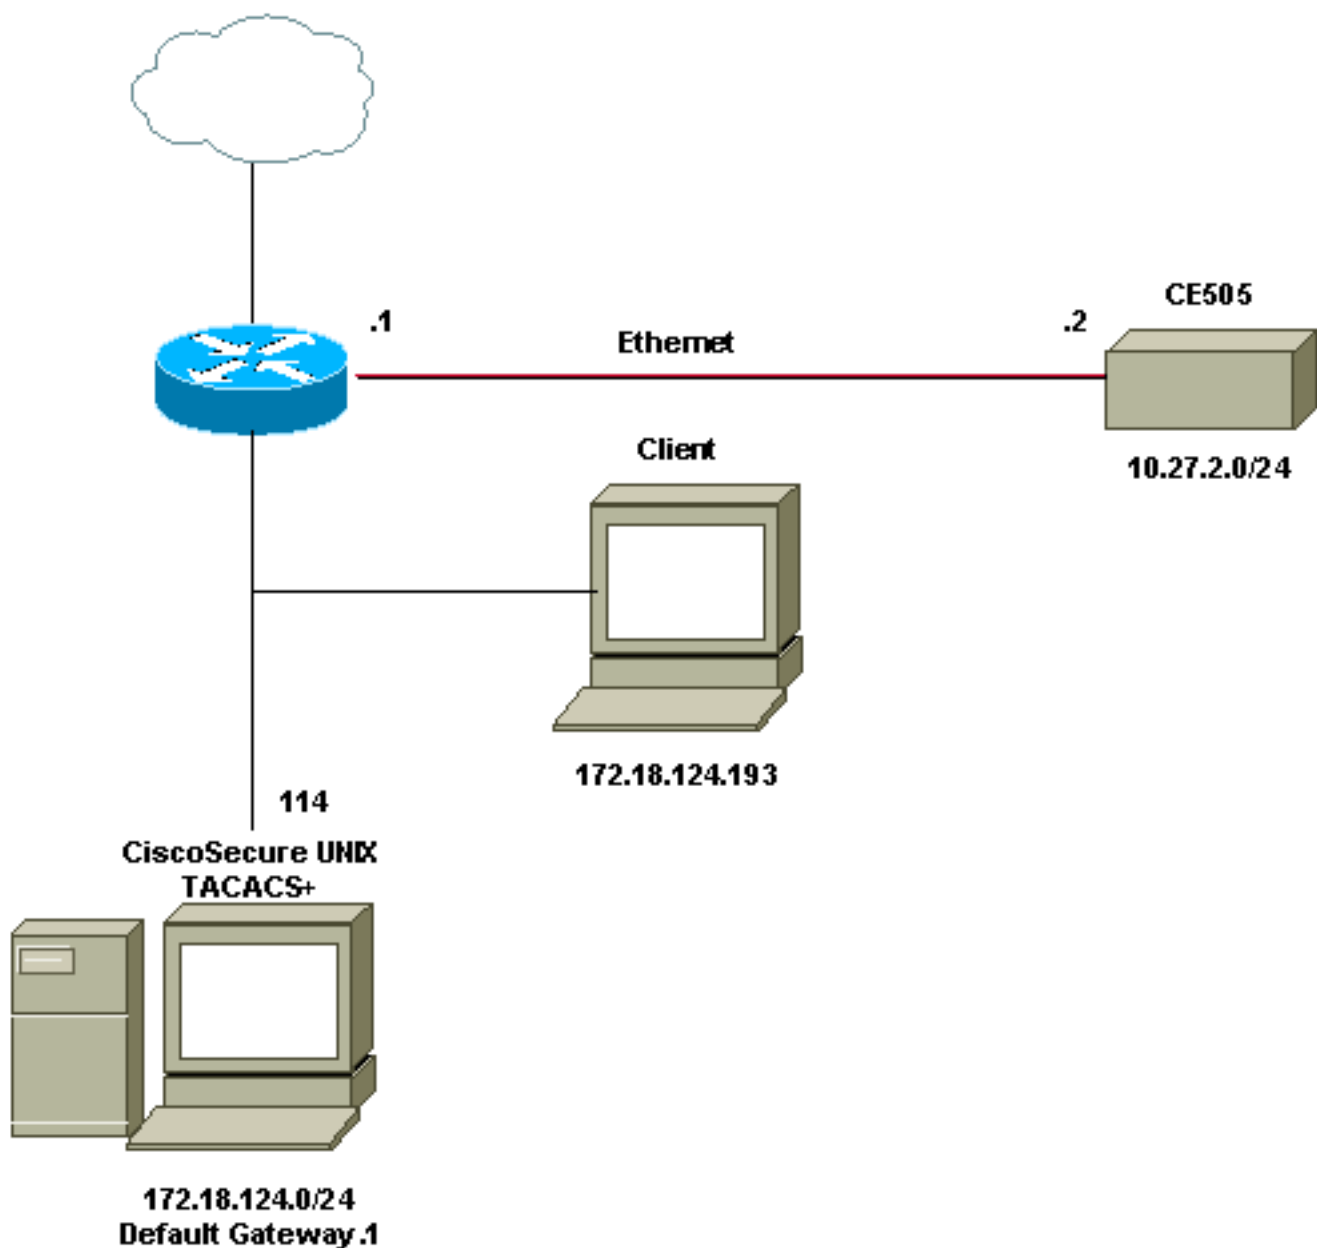 CE505
.1
Ethernet
.2
Client
10.27.2.0/24
172.18.124.193
114
CiscoSecure UNIX
TACACS+
172.18.124.0/24
Default Gateway .1